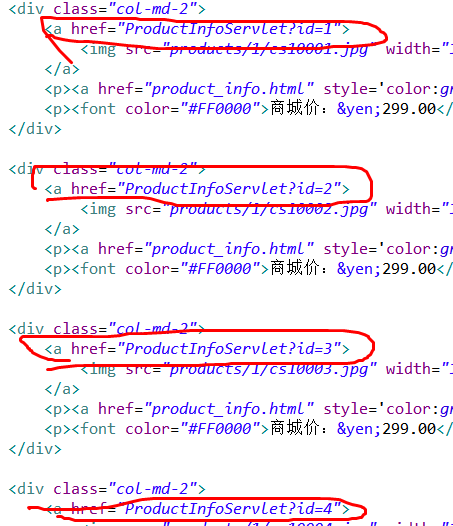 <div class="col-md-2">
<a href="ProductInfoServlet?id=1">
<img src="products/1/cs10001.jpg" width="1
</a>
<p><a href="product_info.html" style='color:gr
<p><font color="#FF0000">商城价：&yen;299.00</
</div>
<div class="col-md-2">
<a href="ProductInfoServlet?id=2">
<img src="products/1/cs10002.jpg" width="1
</a>
<p><a href="product_info.html" style='color:gr
<p><font color="#FF0000">商城价：&yen;299.00</
</div>
<div class="col-md-2">
<a href="ProductInfoServlet?id=3">
<img src="products/1/cs10003.jpg" width="1
</a>
<p><a href="product_info.html" style='color:gr
<p><font color="#FF0000">商城价：&yen;299.00</
</div>
<div class="col-md-2">
<a href="ProductInfoServlet?id=4">